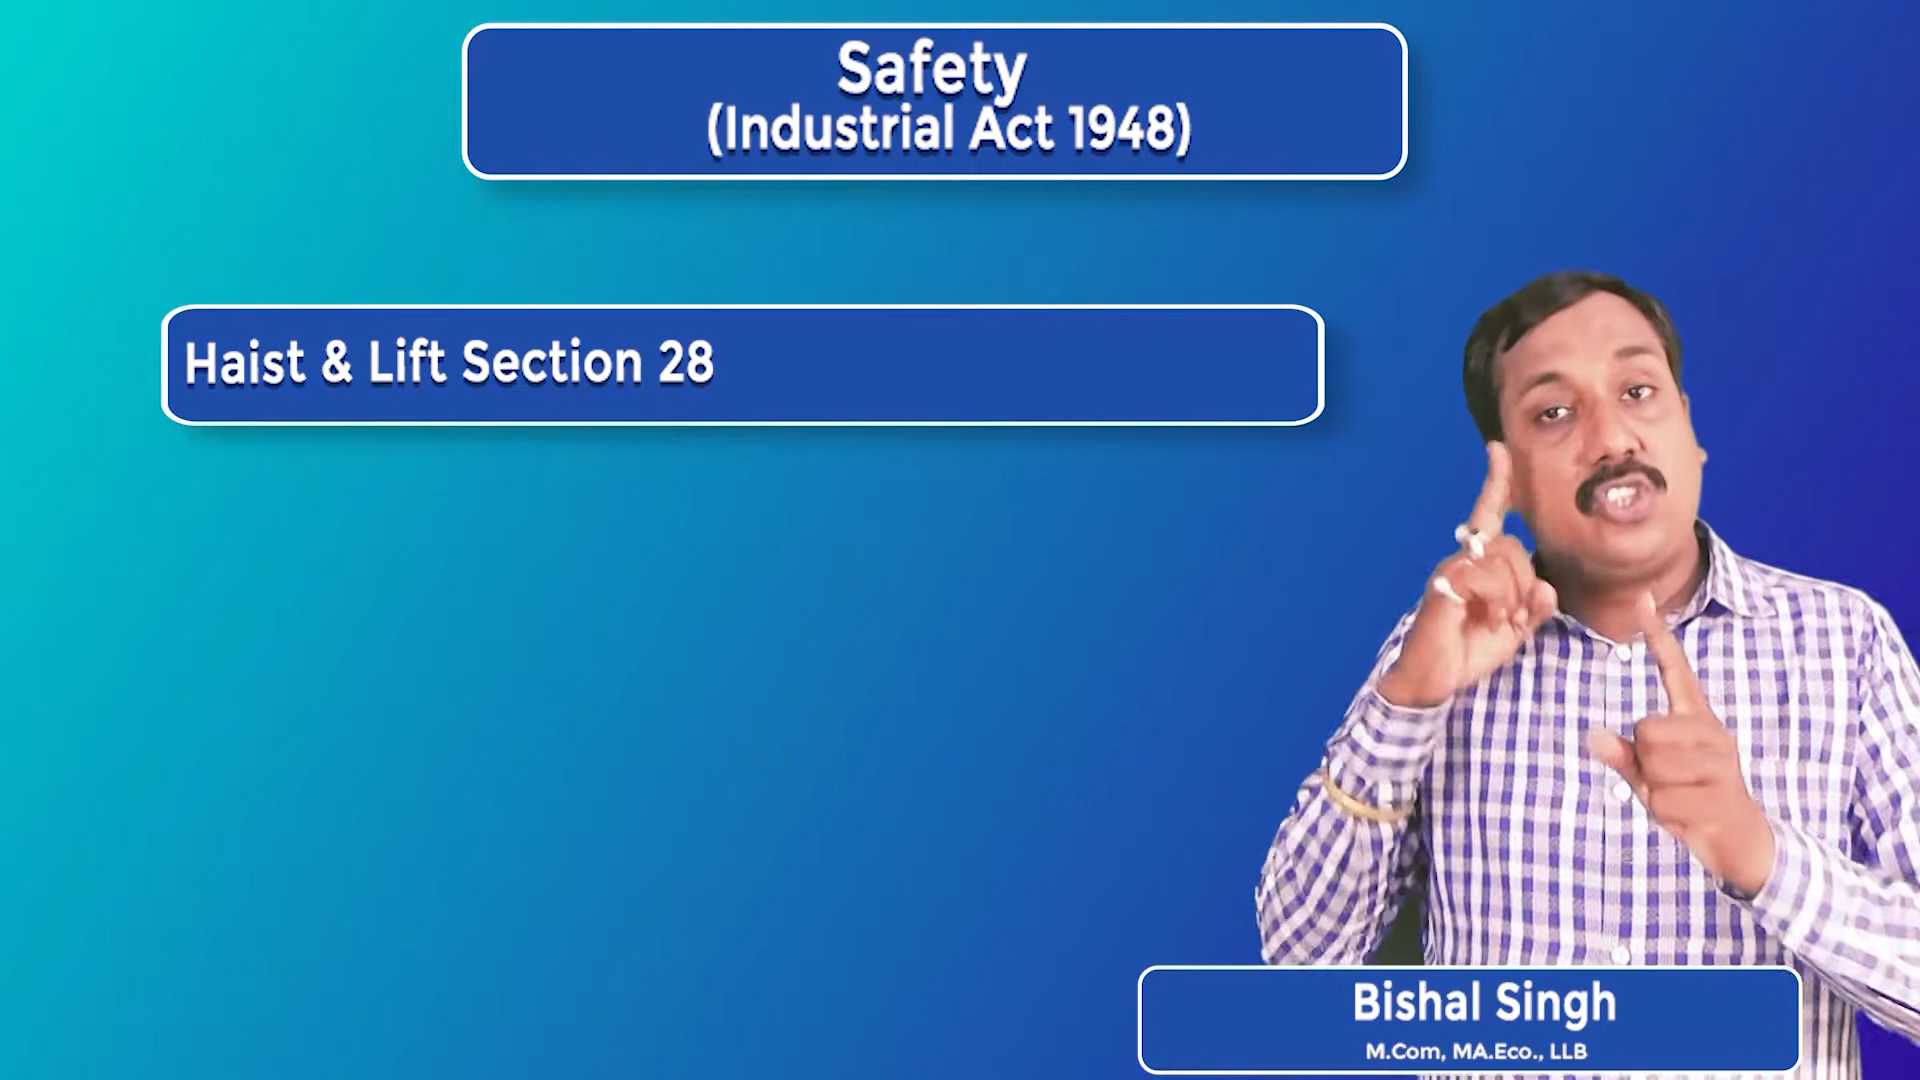 Safety
(Industrial Act 1948)
Haist & Lift Section 28
Bishal Singh
M.Com, MA.Eco., LLB